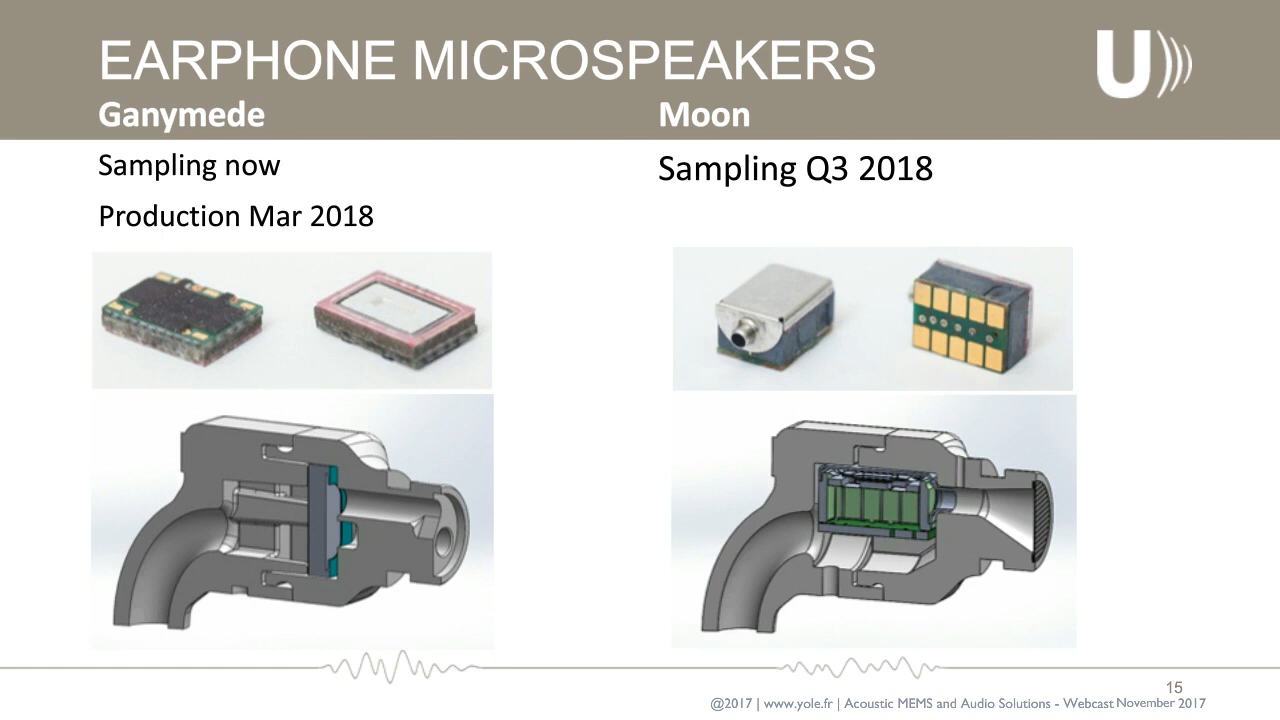 EARPHONE MICROSPEAKERS
U
Ganymede
Moon
Sampling now
Production Mar 2018
Sampling Q3 2018
15
@2017 | www.yole.fr | Acoustic MEMS and Audio Solutions - Webcast November 2017